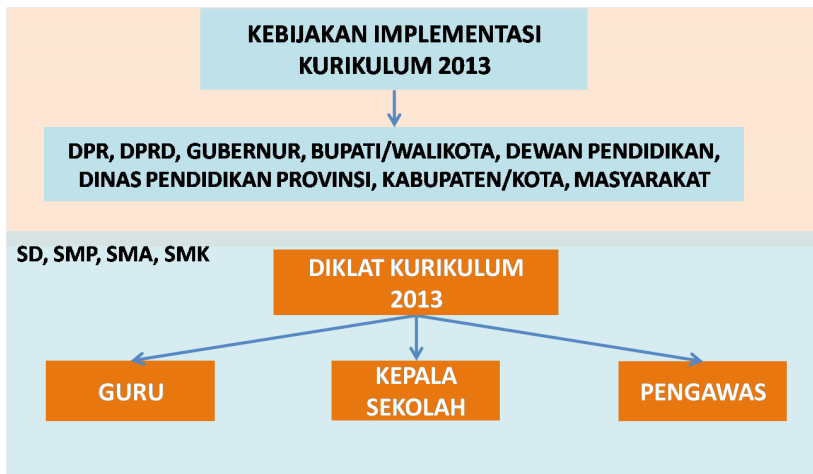 KEBIJAKAN IMPLEMENTASI
KURIKULUM 2013
DPR, DPRD, GUBERNUR, BUPATI/WALIKOTA, DEWAN PENDIDIKAN,
DINAS PENDIDIKAN PROVINSI, KABUPATEN/KOTA, MASYARAKAT
SD, SMP, SMA, SMK
DIKLAT KURIKULUM
2013
GURU
KEPALA
SEKOLAH
PENGAWAS